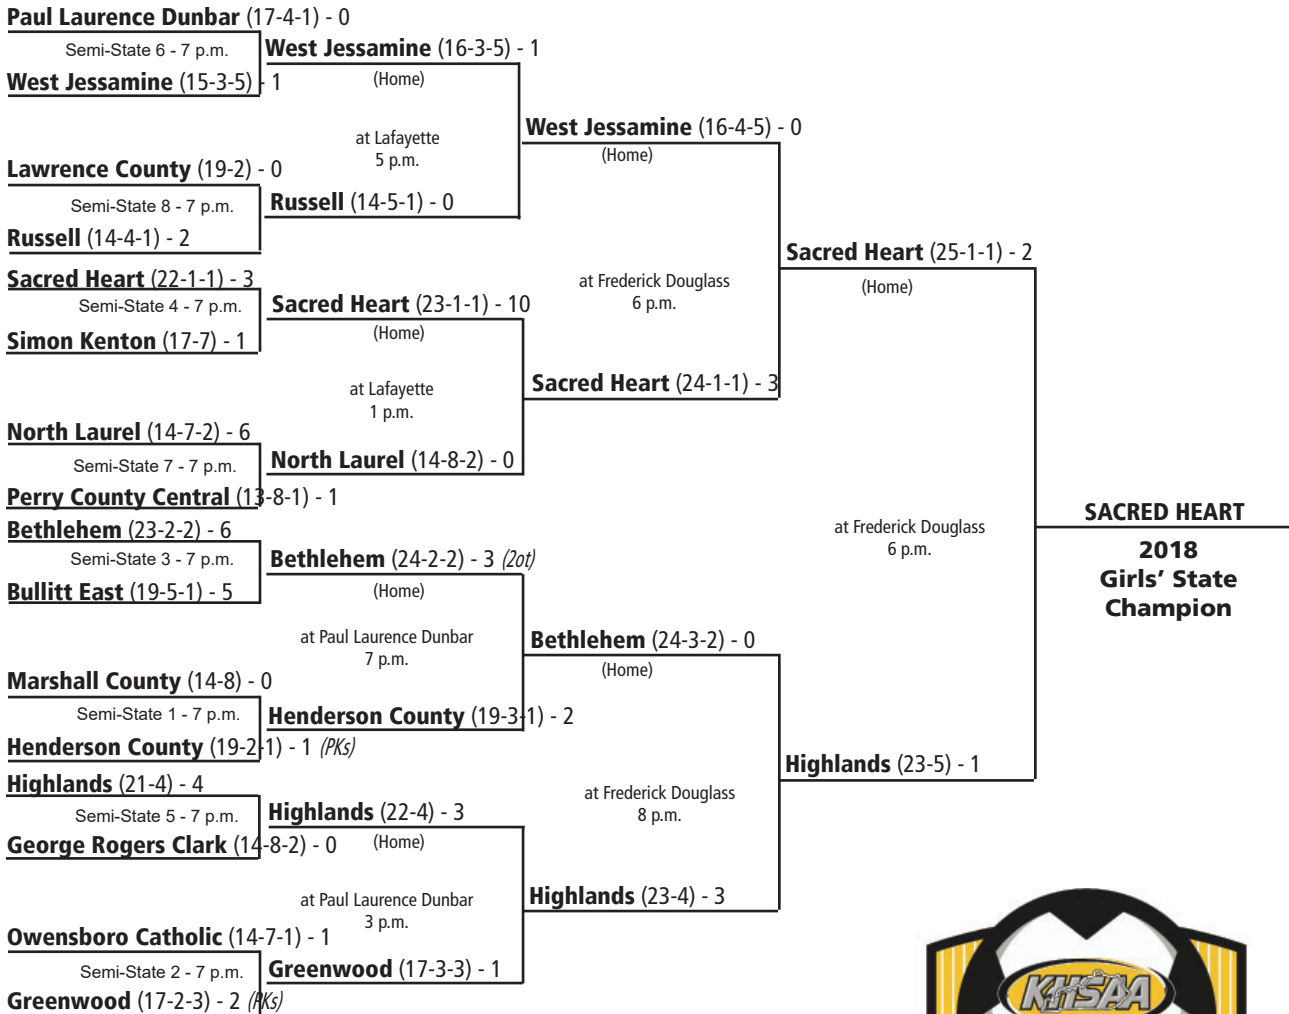 Paul Laurence Dunbar (17-4-1) - 0
Semi-State 6 - 7 p.m.
West Jessamine (15-3-5) - 1
West Jessamine (16-3-5) - 1
(Home)
at Lafayette
5 p.m.
Lawrence County (19-2) - 0
Semi-State 8 - 7 p.m.
Russell (14-4-1) - 2
Russell (14-5-1) - 0
West Jessamine (16-4-5) - 0
(Home)
Sacred Heart (22-1-1) - 3
Semi-State 4 - 7 p.m.
Simon Kenton (17-7) - 1
Sacred Heart (23-1-1) - 10
(Home)
at Lafayette
1 p.m.
North Laurel (14-7-2) - 6
Semi-State 7 - 7 p.m.
Perry County Central (13-8-1) - 1
North Laurel (14-8-2) - 0
at Frederick Douglass
6 p.m.
Sacred Heart (24-1-1) - 3
Sacred Heart (25-1-1) - 2
(Home)
Bethlehem (23-2-2) - 6
Semi-State 3 - 7 p.m.
Bullitt East (19-5-1) - 5
Bethlehem (24-2-2) - 3 (2ot)
(Home)
at Paul Laurence Dunbar
7 p.m.
Marshall County (14-8) - 0
Semi-State 1 - 7 p.m.
Henderson County (19-2-1) - 1 (PKs)
Henderson County (19-3-1) - 2
Bethlehem (24-3-2) - 0
(Home)
Highlands (21-4) - 4
Semi-State 5 - 7 p.m.
George Rogers Clark (14-8-2) - 0
Highlands (22-4) - 3
(Home)
at Paul Laurence Dunbar
3 p.m.
Owensboro Catholic (14-7-1) - 1
Semi-State 2 - 7 p.m.
Greenwood (17-2-3) - 2 (PKs)
Greenwood (17-3-3) - 1
at Frederick Douglass
8 p.m.
Highlands (23-4) - 3
Highlands (23-5) - 1
at Frederick Douglass
6 p.m.
SACRED HEART
2018
Girls' State
Champion
KHSAA